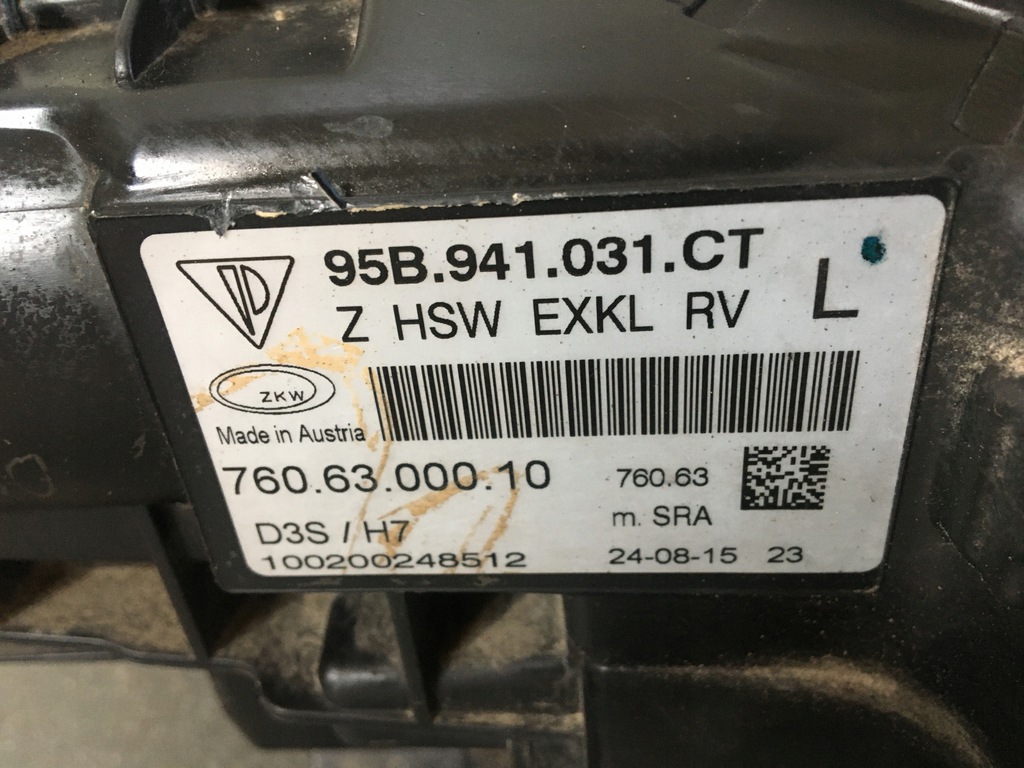 95B.941.031.CT
Z HSW EXKL RV L
ZKW
Made in Austria
760.63.000.10 760.63
D3S / H7 m. SRA
100200248512 24-08-15 23